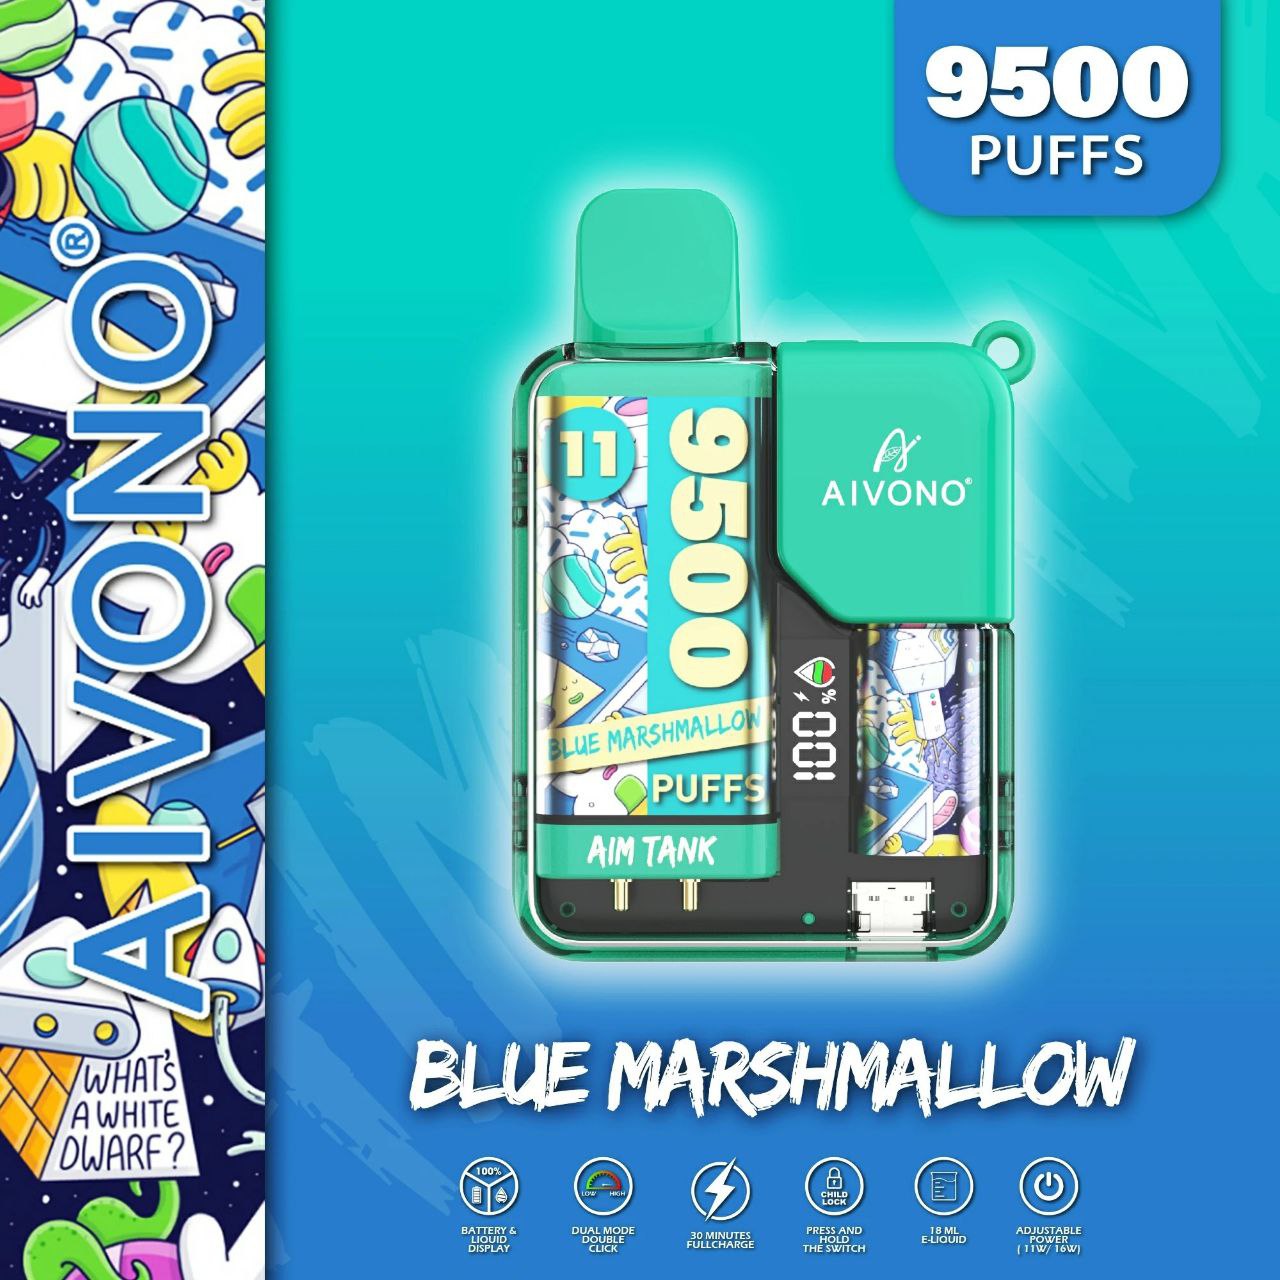 AIVONO®
WHAT'S
A WHITE
DWARF?
9500
PUFFS
11
9500
BLUE MARSHMALLOW
PUFFS
AIM TANK
AIVONO®
100%
BLUE MARSHMALLOW
100%
BATTERY &
LIQUID
DISPLAY
LOW HIGH
DUAL MODE
DOUBLE
CLICK
30 MINUTES
FULLCHARGE
CHILD
LOCK
PRESS AND
HOLD
THE SWITCH
18 ML
E-LIQUID
ADJUSTABLE
POWER
( 11W/ 16W)